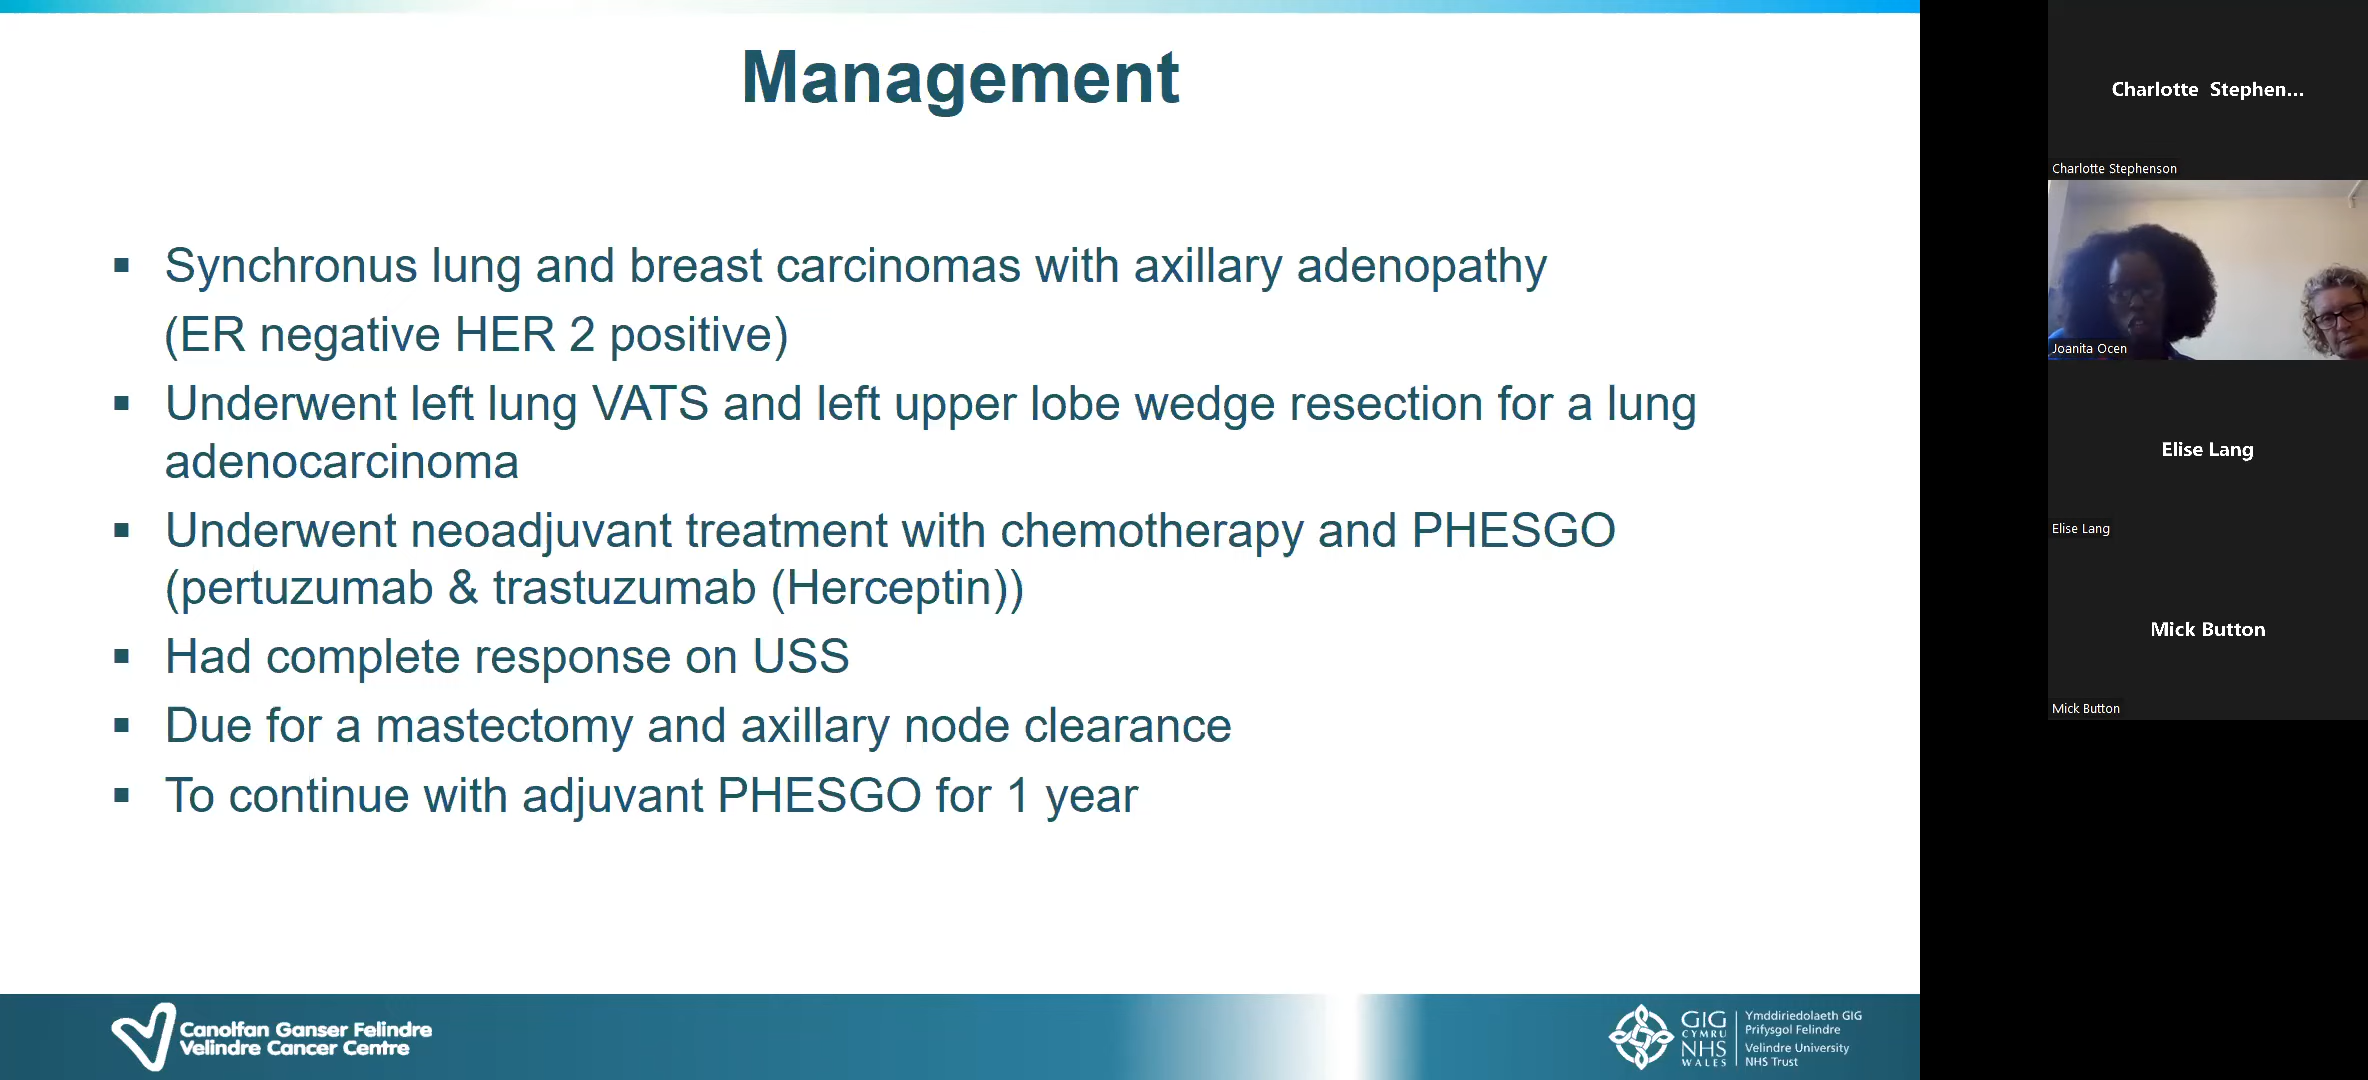 Management
▪ Synchronus lung and breast carcinomas with axillary adenopathy
(ER negative HER 2 positive)
▪ Underwent left lung VATS and left upper lobe wedge resection for a lung
adenocarcinoma
▪ Underwent neoadjuvant treatment with chemotherapy and PHESGO
(pertuzumab & trastuzumab (Herceptin))
▪ Had complete response on USS
▪ Due for a mastectomy and axillary node clearance
▪ To continue with adjuvant PHESGO for 1 year
Canolfan Ganser Felindre
Velindre Cancer Centre
GIG
CYMRU
NHS
WALES
Ymddiriedolaeth GIG
Prifysgol Felindre
Velindre University
NHS Trust
Charlotte Stephen...
Charlotte Stephenson
Joanita Ocen
Elise Lang
Elise Lang
Mick Button
Mick Button